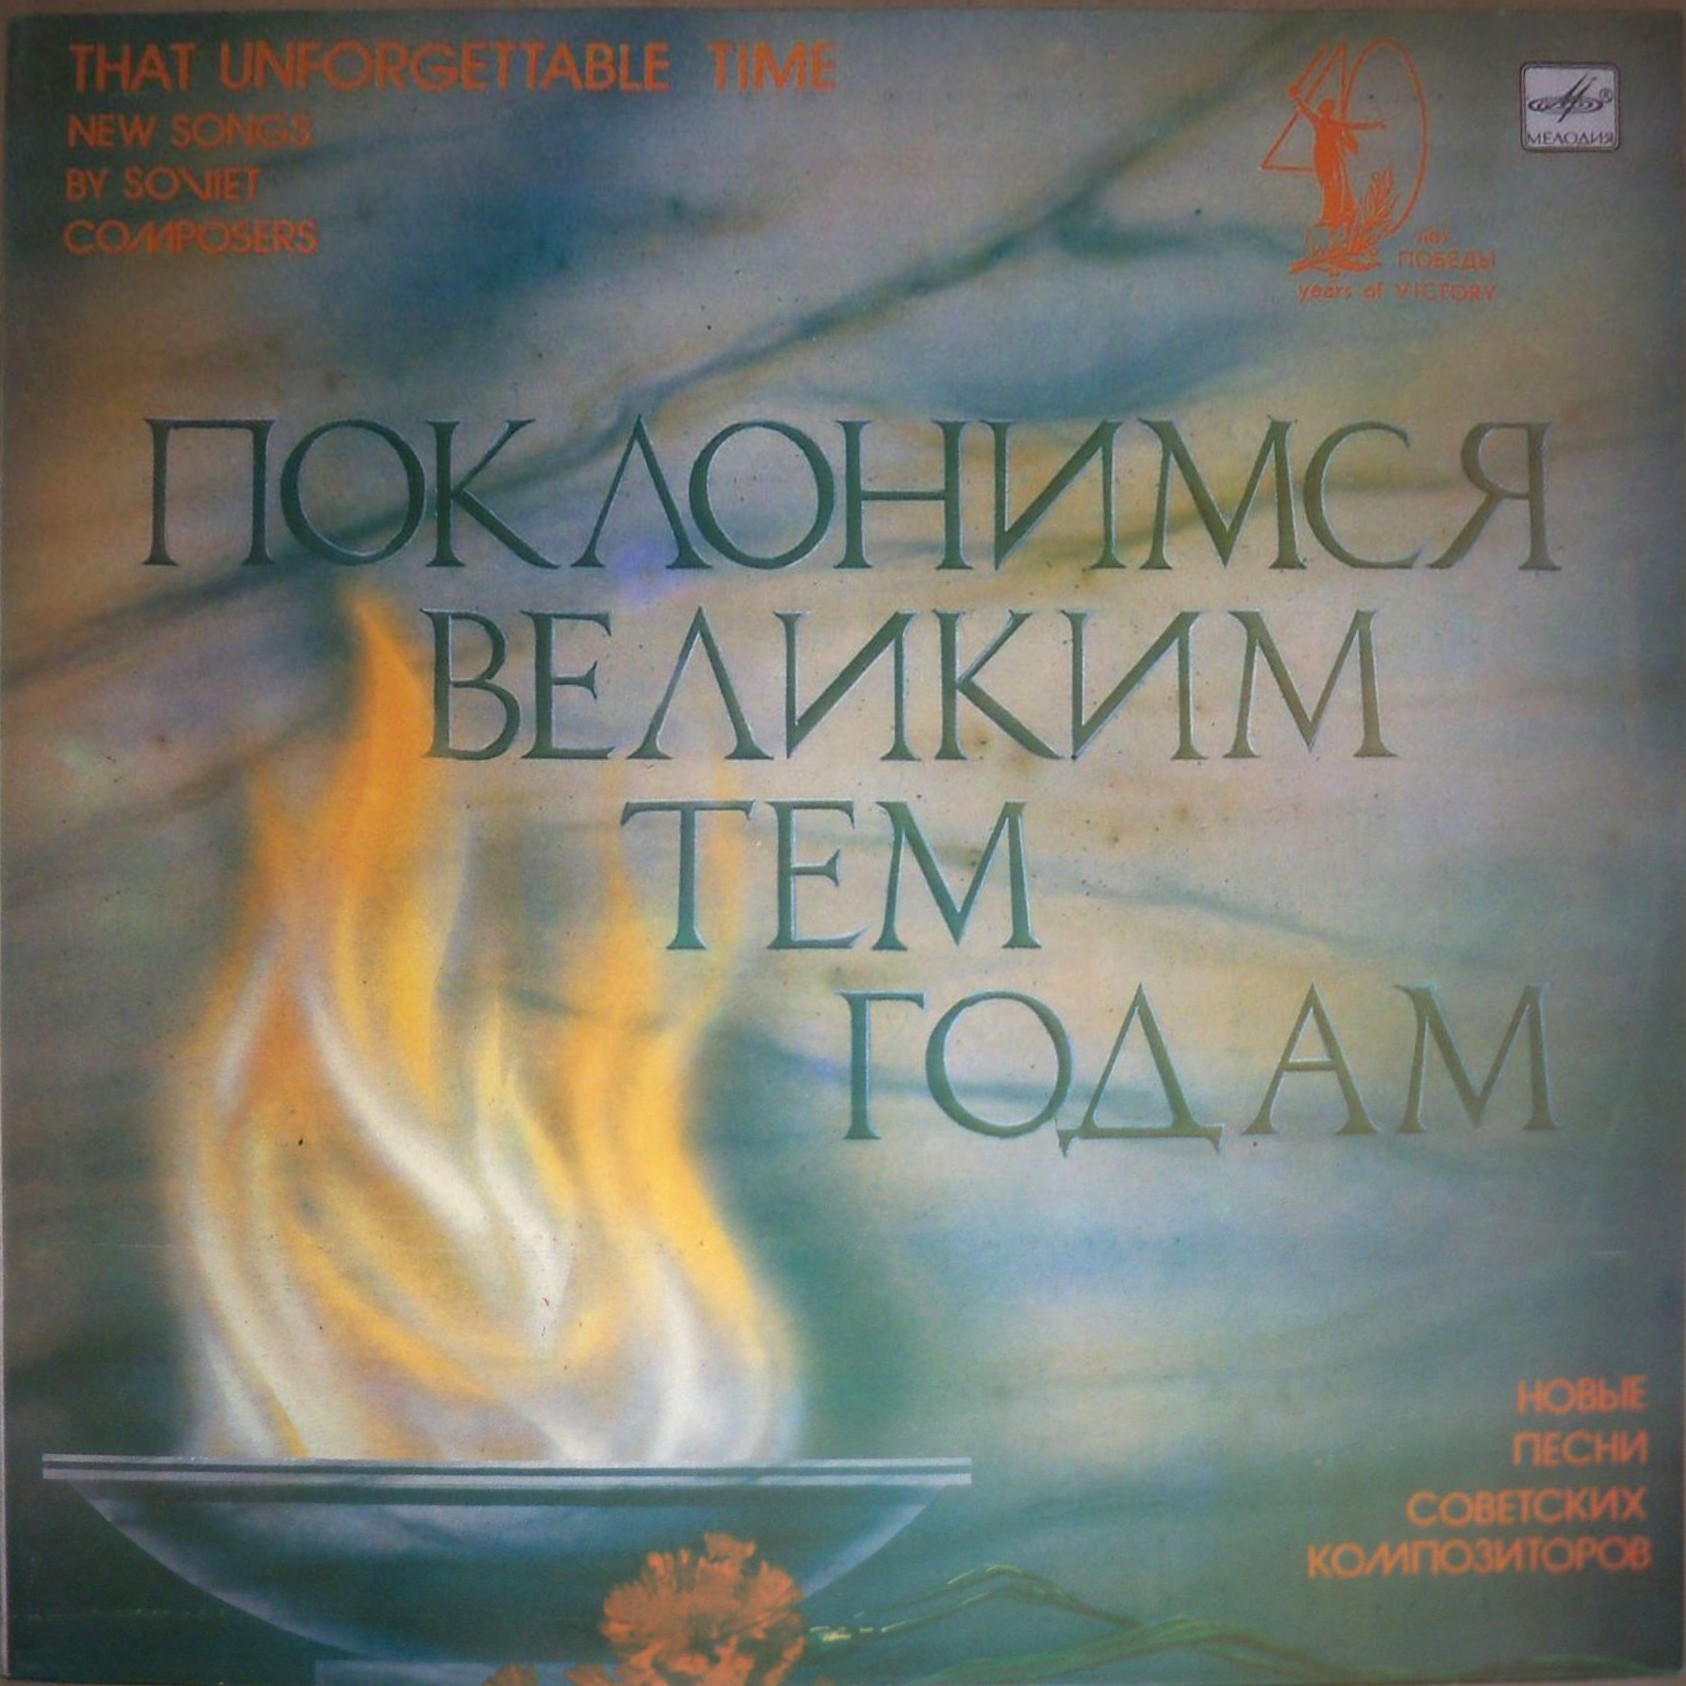 THAT UNFORGETTABLE TIME
NEW SONGS
BY SOVIET
COMPOSERS
40
лет
ПОБЕДЫ
years of VICTORY
МЕЛОДИЯ
ПОКЛОНИМСЯ
ВЕЛИКИМ
ТЕМ
ГОДАМ
НОВЫЕ
ПЕСНИ
СОВЕТСКИХ
КОМПОЗИТОРОВ